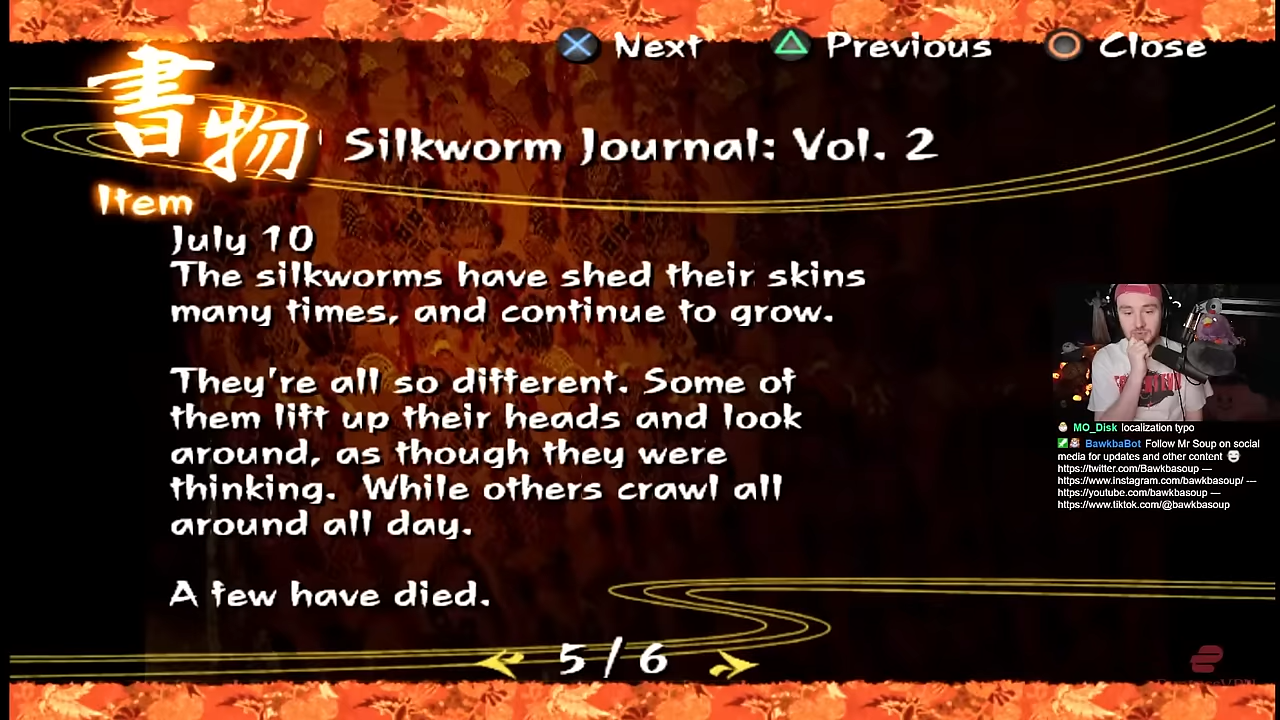 Next Previous Close
書物
Silkworm Journal: Vol. 2
Item
July 10
The silkworms have shed their skins
many times, and continue to grow.
They're all so different. Some of
them lift up their heads and look
around, as though they were
thinking. While others crawl all
around all day.
A few have died.
5 / 6
MO_Disk localization typo
BawkbaBot Follow Mr Soup on social
media for updates and other content
https://twitter.com/Bawkbasoup —
https://www.instagram.com/bawkbasoup/ —
https://youtube.com/bawkbasoup —
https://www.tiktok.com/@bawkbasoup